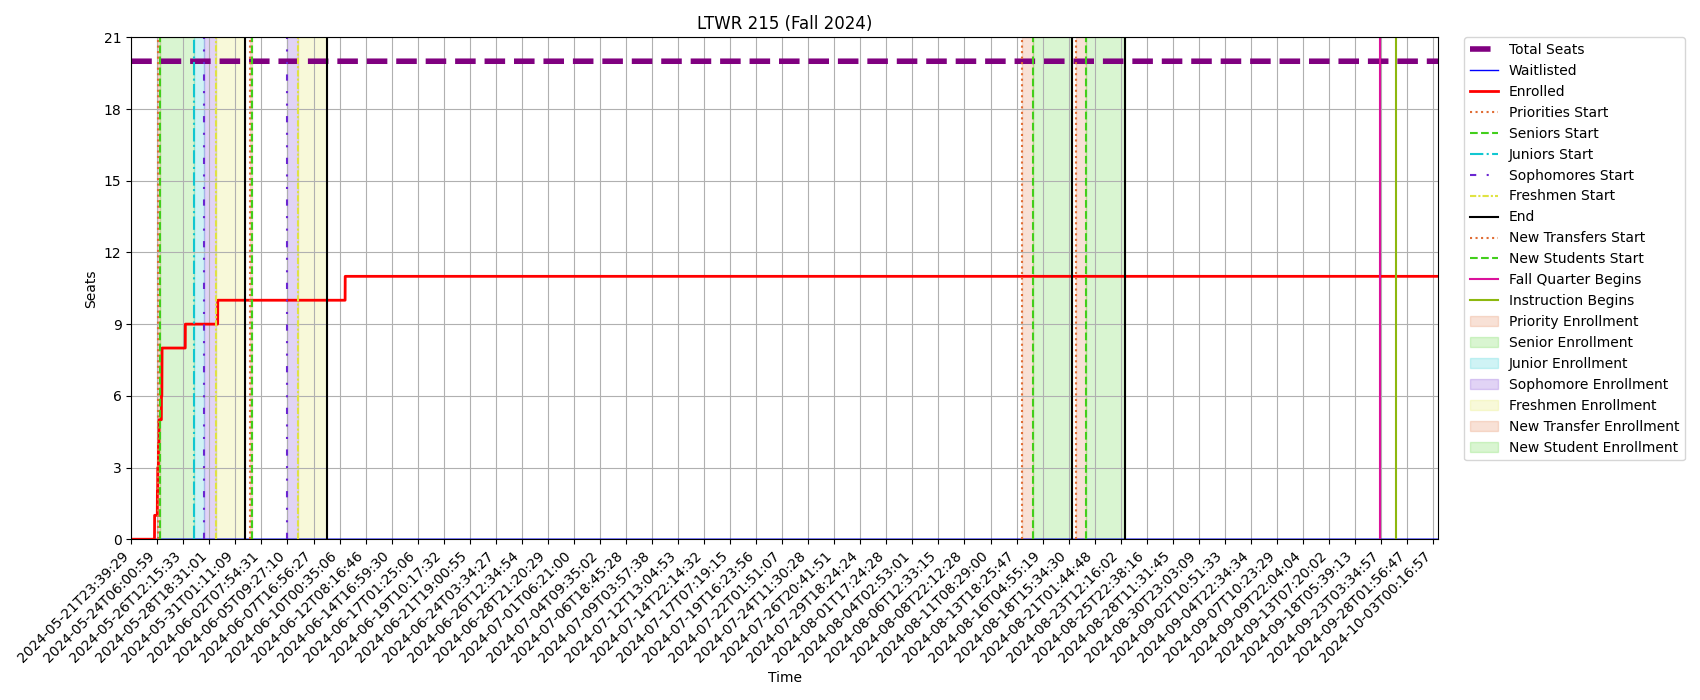 LTWR 215 (Fall 2024)
21
18
15
12
9
6
3
0
Seats
2024-05-21T23:39:29
2024-05-24T06:00:59
2024-05-26T12:15:33
2024-05-28T18:31:01
2024-05-31T01:11:09
2024-06-02T07:54:31
2024-06-05T09:27:10
2024-06-07T16:56:27
2024-06-10T00:35:06
2024-06-12T08:16:46
2024-06-14T16:59:30
2024-06-17T01:25:06
2024-06-19T10:17:32
2024-06-21T19:00:55
2024-06-24T03:34:27
2024-06-26T12:34:54
2024-06-28T21:20:29
2024-07-01T06:21:00
2024-07-04T09:35:02
2024-07-06T18:45:28
2024-07-09T03:57:38
2024-07-12T13:04:53
2024-07-14T22:14:32
2024-07-17T07:19:15
2024-07-19T16:23:56
2024-07-22T01:51:07
2024-07-24T11:30:28
2024-07-26T20:41:51
2024-07-29T18:24:24
2024-08-01T17:24:28
2024-08-04T02:53:01
2024-08-06T12:33:15
2024-08-08T22:12:28
2024-08-11T08:29:00
2024-08-13T18:25:47
2024-08-16T04:55:19
2024-08-18T15:34:30
2024-08-21T01:44:48
2024-08-23T12:16:02
2024-08-25T22:38:16
2024-08-28T11:31:45
2024-08-30T23:03:09
2024-09-02T10:51:33
2024-09-04T22:34:34
2024-09-07T10:23:29
2024-09-09T22:04:04
2024-09-13T07:20:02
2024-09-18T05:39:13
2024-09-23T03:34:57
2024-09-28T01:56:47
2024-10-03T00:16:57
Time
Total Seats
Waitlisted
Enrolled
Priorities Start
Seniors Start
Juniors Start
Sophomores Start
Freshmen Start
End
New Transfers Start
New Students Start
Fall Quarter Begins
Instruction Begins
Priority Enrollment
Senior Enrollment
Junior Enrollment
Sophomore Enrollment
Freshmen Enrollment
New Transfer Enrollment
New Student Enrollment